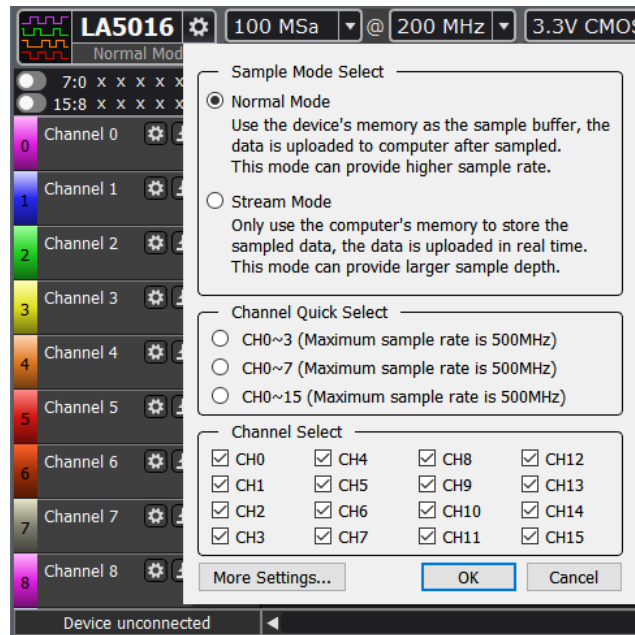 LA5016 100 MSa @ 200 MHz 3.3V CMOS
Normal Mod
7:0 X X X X X
15:8 X X X X X
Sample Mode Select
Normal Mode
Use the device's memory as the sample buffer, the
data is uploaded to computer after sampled.
This mode can provide higher sample rate.
Stream Mode
Only use the computer's memory to store the
sampled data, the data is uploaded in real time.
This mode can provide larger sample depth.
Channel Quick Select
CH0~3 (Maximum sample rate is 500MHz)
CH0~7 (Maximum sample rate is 500MHz)
CH0~15 (Maximum sample rate is 500MHz)
Channel Select
CH0 CH4 CH8 CH12
CH1 CH5 CH9 CH13
CH2 CH6 CH10 CH14
CH3 CH7 CH11 CH15
More Settings... OK Cancel
0 Channel 0
1 Channel 1
2 Channel 2
3 Channel 3
4 Channel 4
5 Channel 5
6 Channel 6
7 Channel 7
8 Channel 8
Device unconnected